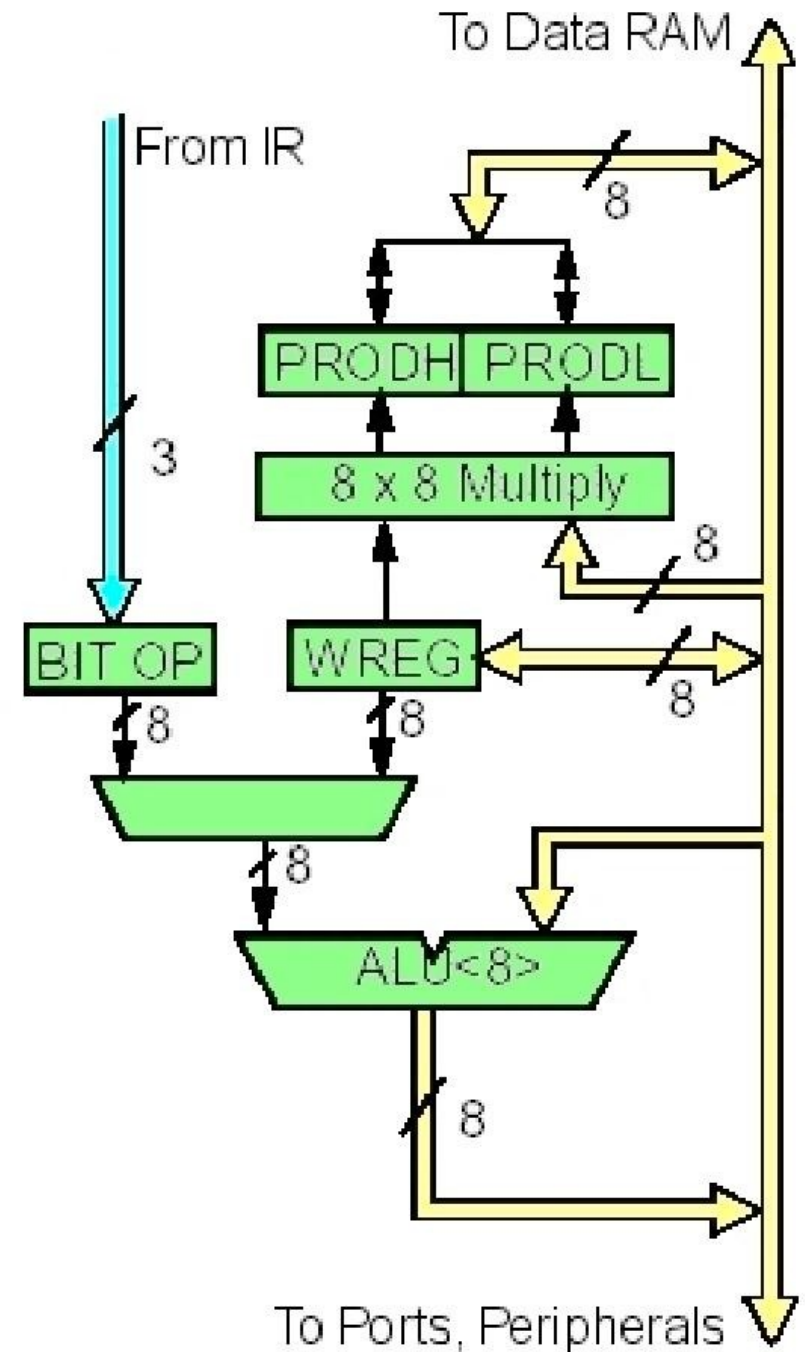 To Data RAM
From IR
8
PRODH PRODL
3
8 x 8 Multiply
8
BIT OP
WREG
8
8
8
8
ALU<8>
8
To Ports, Peripherals